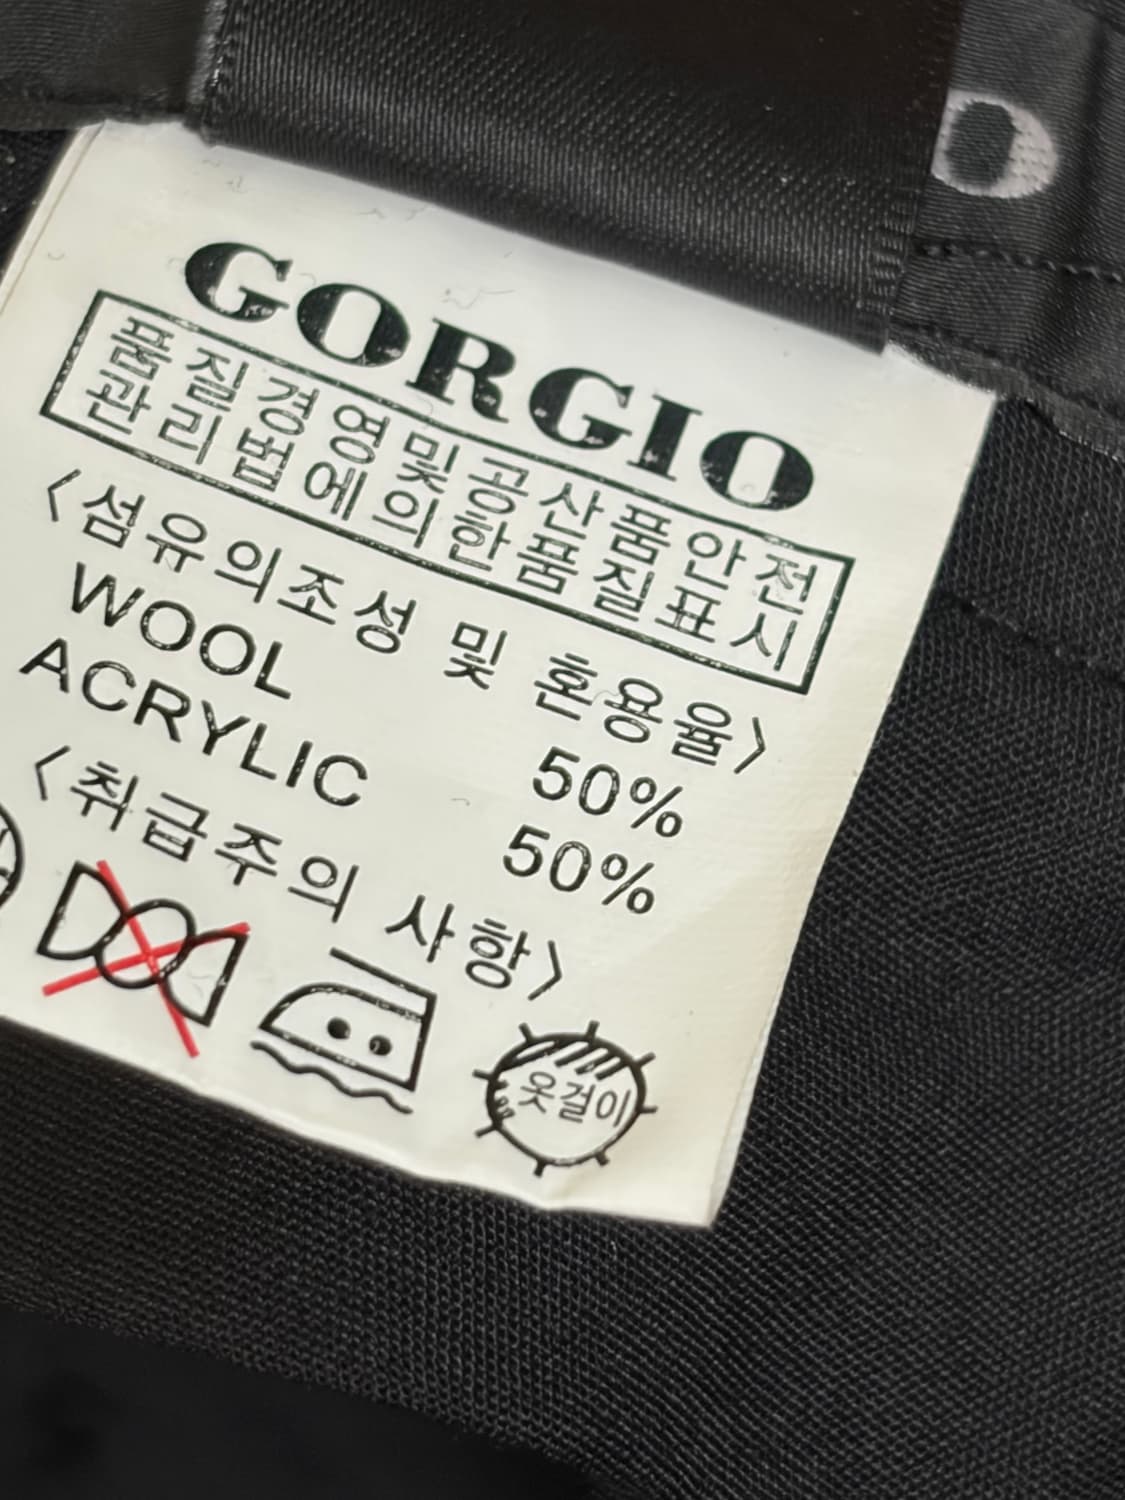 GORGIO
품질경영및공산품안전
관리법에의한품질표시
〈섬유의조성 및 혼용율〉
WOOL 50%
ACRYLIC 50%
〈취급주의 사항〉
옷걸이